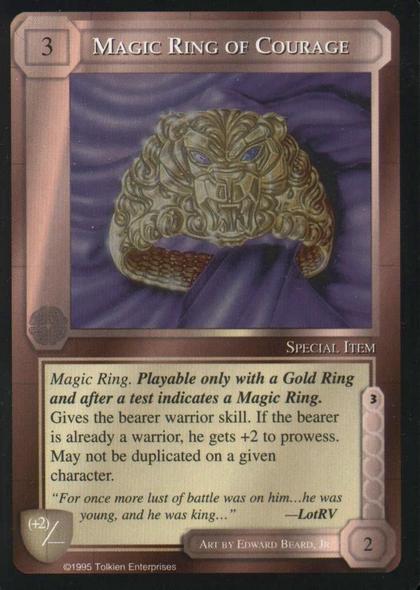 3
MAGIC RING OF COURAGE
SPECIAL ITEM
Magic Ring. Playable only with a Gold Ring
and after a test indicates a Magic Ring.
Gives the bearer warrior skill. If the bearer
is already a warrior, he gets +2 to prowess.
May not be duplicated on a given
character.
3
“For once more lust of battle was on him…he was
young, and he was king…” —LotRV
(+2)/
ART BY EDWARD BEARD, JR.
2
©1995 Tolkien Enterprises